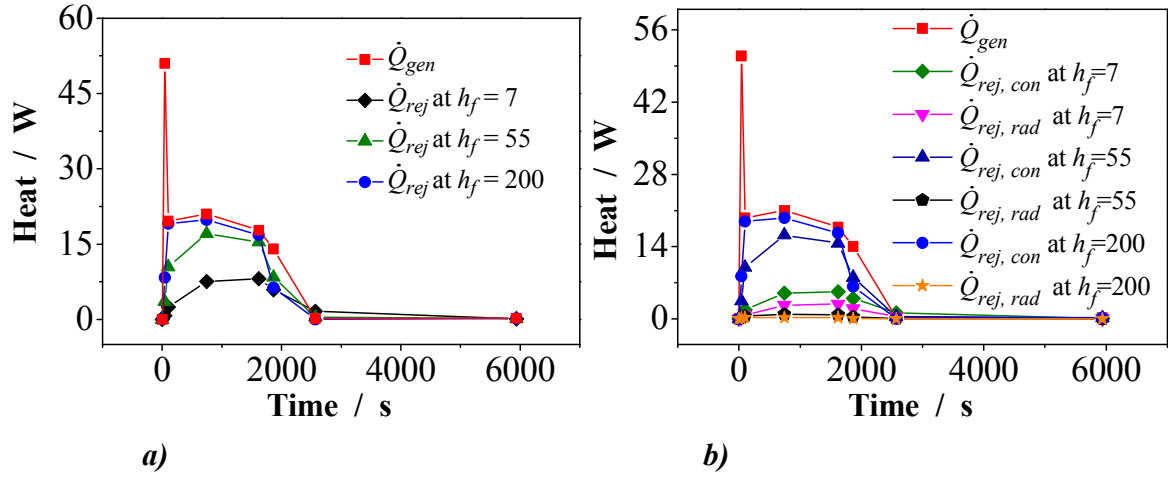 60
45
30
15
0
Heat / W
Q̇gen
Q̇rej at hf = 7
Q̇rej at hf = 55
Q̇rej at hf = 200
0 2000 4000 6000
Time / s
a)
56
42
28
14
0
Heat / W
Q̇gen
Q̇rej, con at hf=7
Q̇rej, rad at hf=7
Q̇rej, con at hf=55
Q̇rej, rad at hf=55
Q̇rej, con at hf=200
Q̇rej, rad at hf=200
0 2000 4000 6000
Time / s
b)